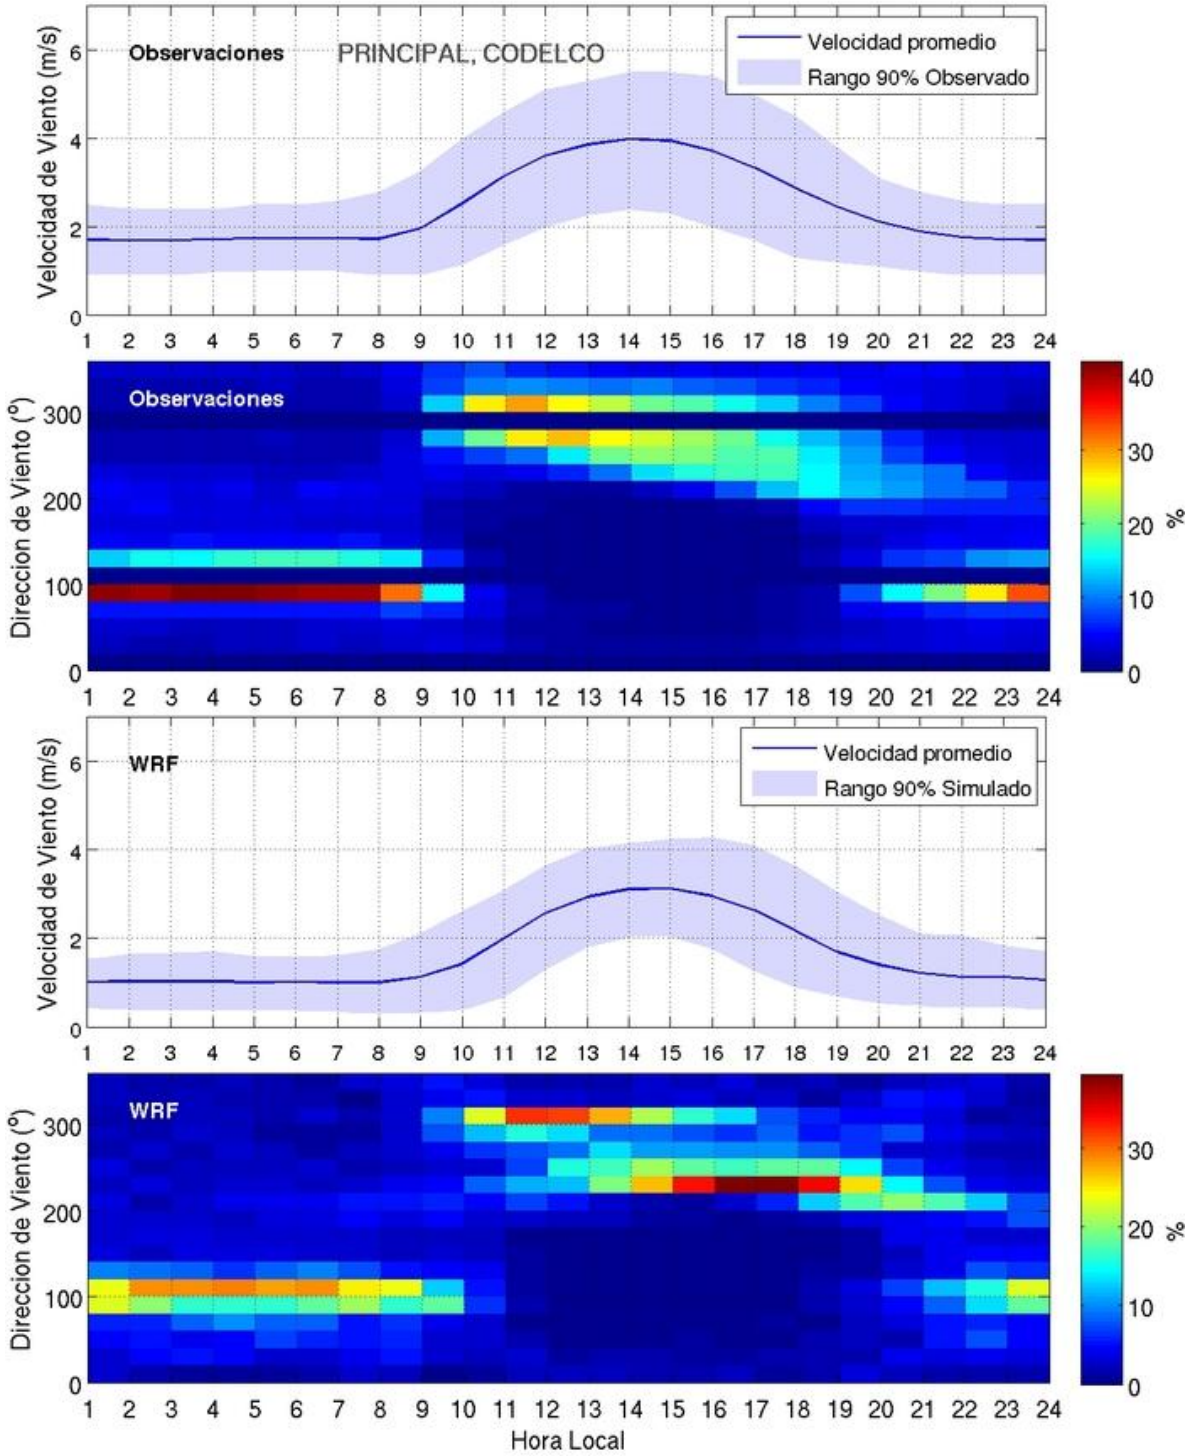 Observaciones PRINCIPAL, CODELCO
Velocidad promedio
Rango 90% Observado
Velocidad de Viento (m/s)
6
4
2
0
1 2 3 4 5 6 7 8 9 10 11 12 13 14 15 16 17 18 19 20 21 22 23 24
Observaciones
Direccion de Viento (º)
300
200
100
0
1 2 3 4 5 6 7 8 9 10 11 12 13 14 15 16 17 18 19 20 21 22 23 24
40
30
20
10
0
%
WRF
Velocidad promedio
Rango 90% Simulado
Velocidad de Viento (m/s)
6
4
2
0
1 2 3 4 5 6 7 8 9 10 11 12 13 14 15 16 17 18 19 20 21 22 23 24
WRF
Direccion de Viento (º)
300
200
100
0
1 2 3 4 5 6 7 8 9 10 11 12 13 14 15 16 17 18 19 20 21 22 23 24
Hora Local
30
20
10
0
%